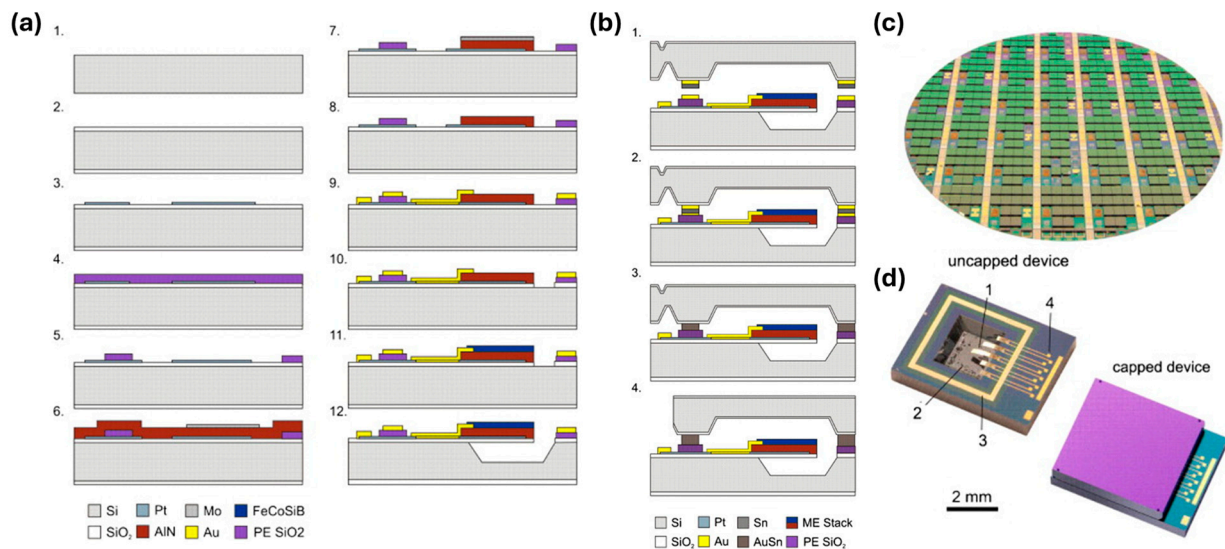 (a)
1.
2.
3.
4.
5.
6.
7.
8.
9.
10.
11.
12.
Si Pt Mo FeCoSiB
SiO₂ AlN Au PE SiO2
(b)
1.
2.
3.
4.
Si Pt Sn ME Stack
SiO₂ Au AuSn PE SiO₂
(c)
(d)
uncapped device
1
4
2
3
capped device
2 mm